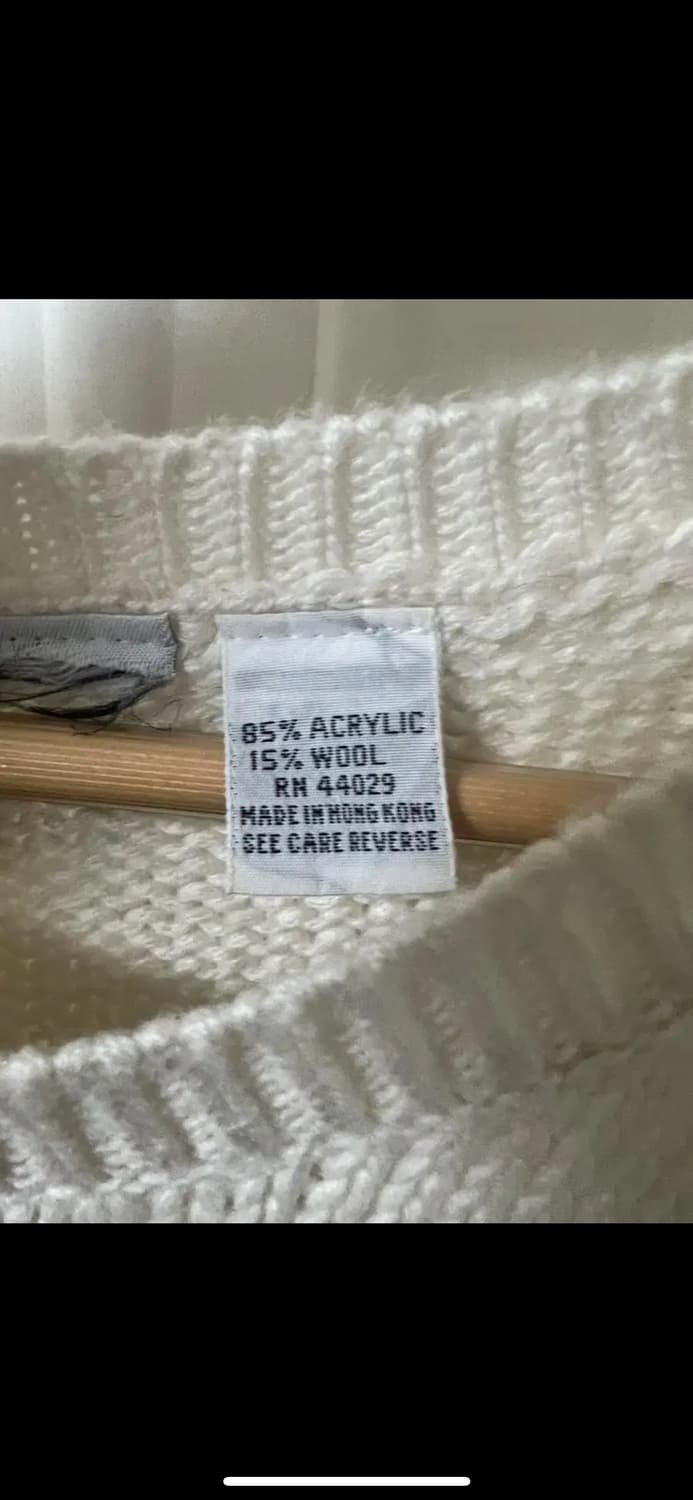 85% ACRYLIC
15% WOOL
RN 44029
MADE IN HONG KONG
SEE CARE REVERSE